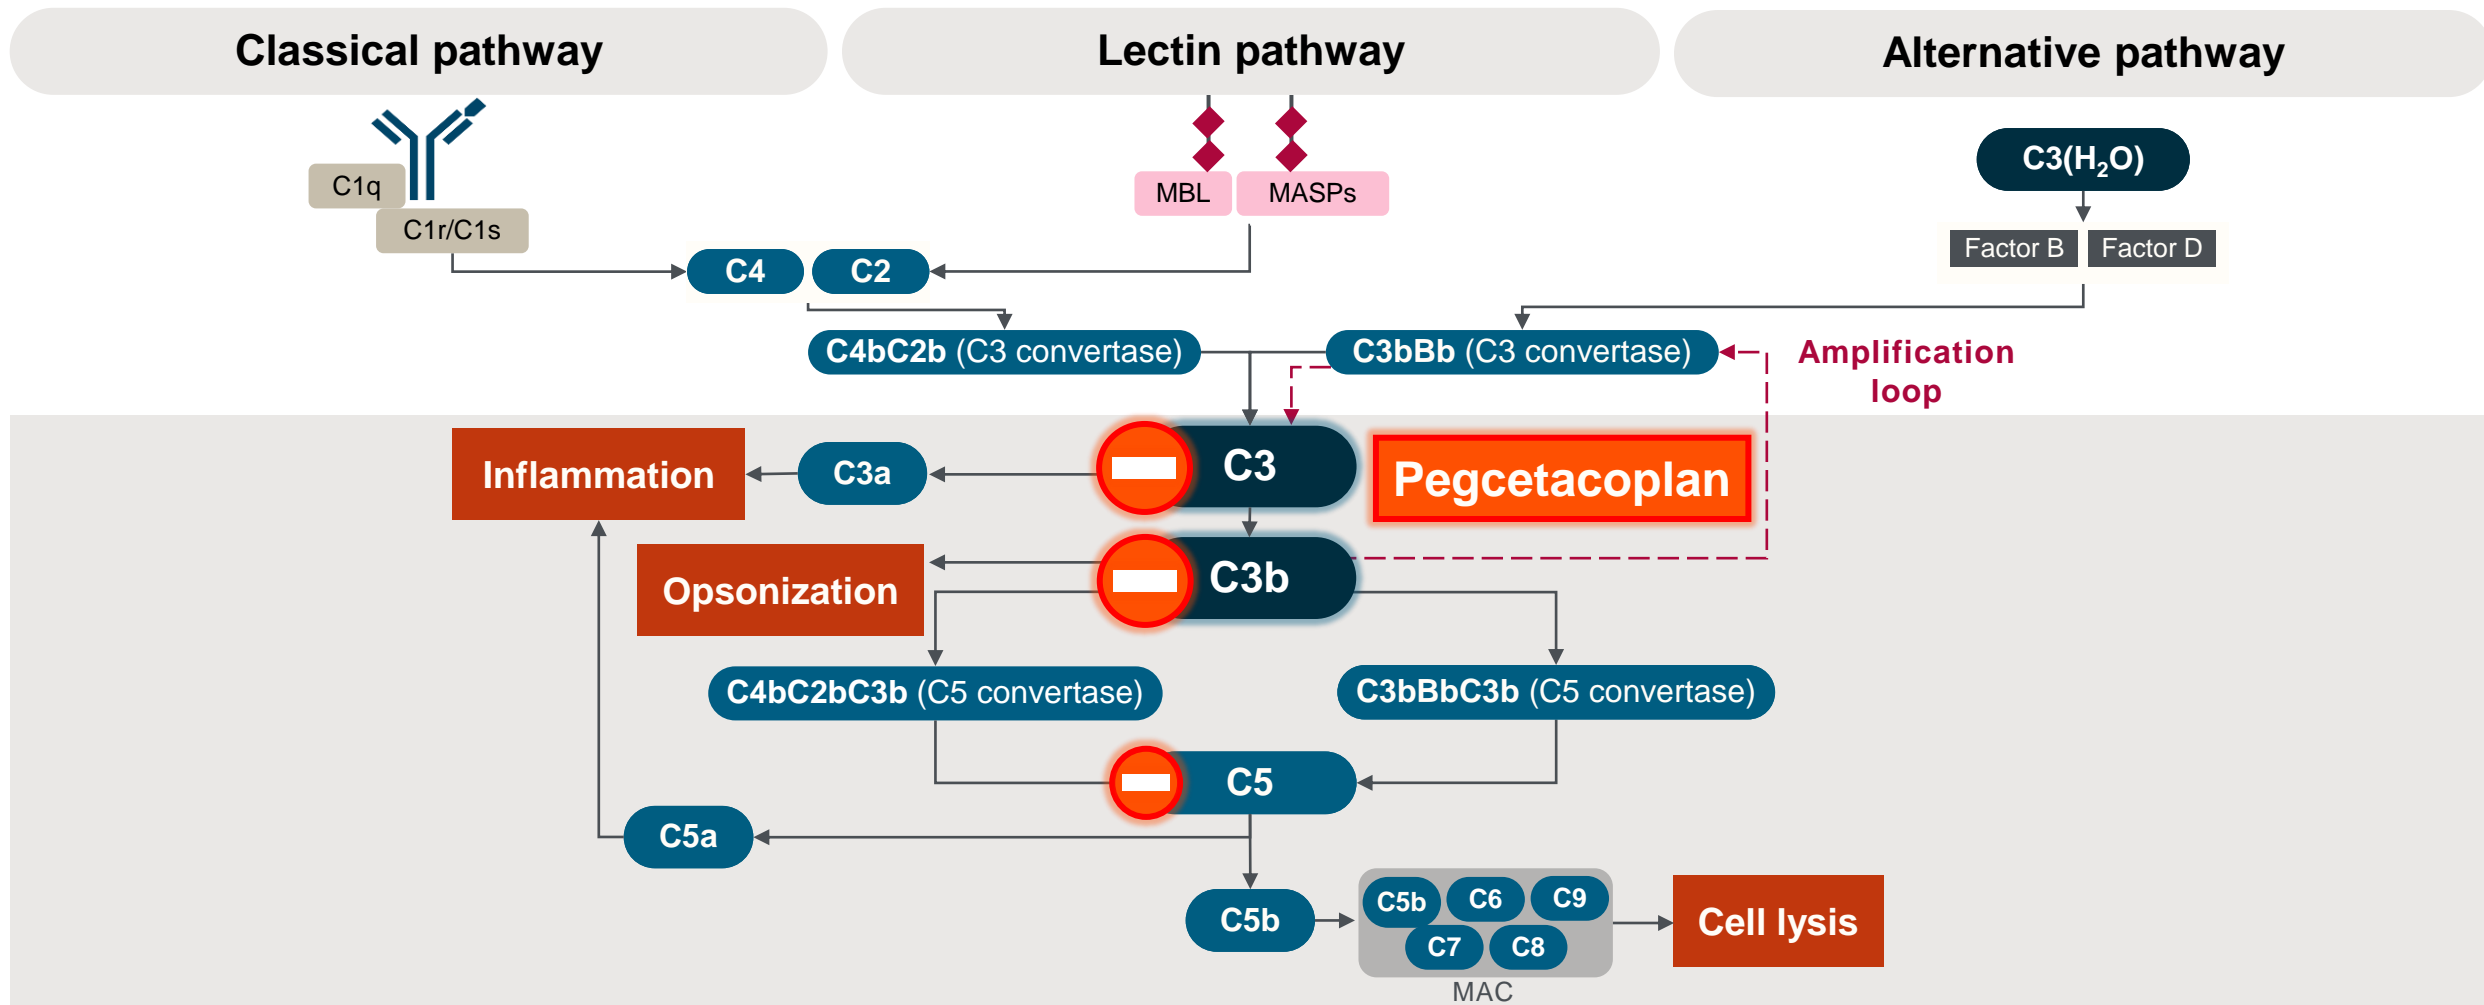 Classical pathway
Lectin pathway
Alternative pathway
C1q
C1r/C1s
MBL
MASPs
C3(H₂O)
Factor B
Factor D
C4
C2
C4bC2b (C3 convertase)
C3bBb (C3 convertase)
Amplification
loop
Inflammation
C3a
C3
Pegcetacoplan
Opsonization
C3b
C4bC2bC3b (C5 convertase)
C3bBbC3b (C5 convertase)
C5
C5a
C5b
C5b
C6
C9
C7
C8
MAC
Cell lysis